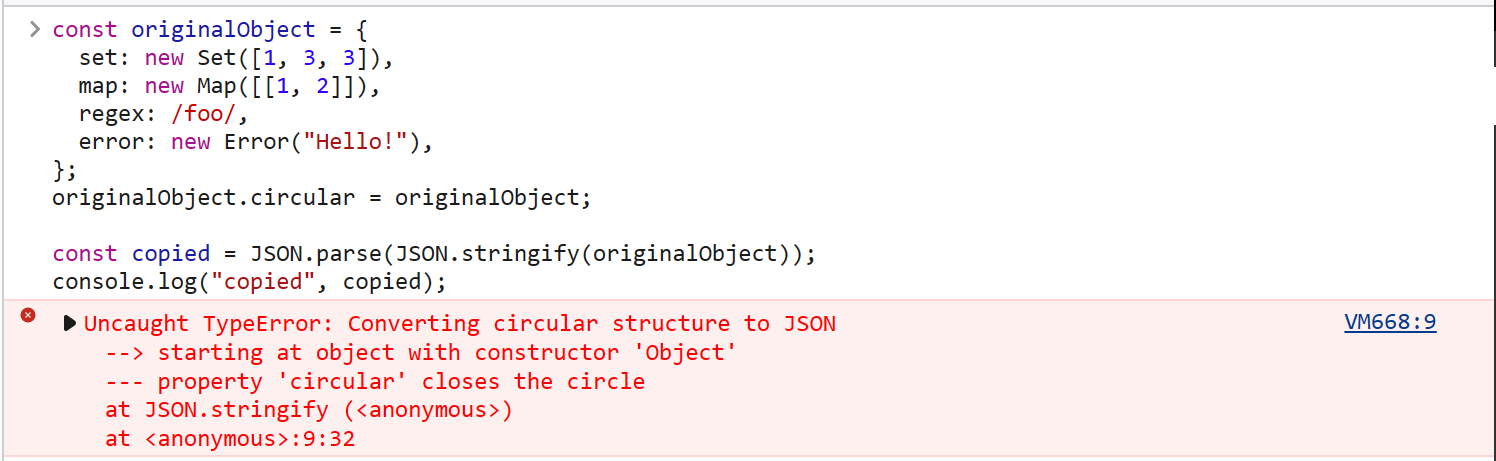 const originalObject = {
  set: new Set([1, 3, 3]),
  map: new Map([[1, 2]]),
  regex: /foo/,
  error: new Error("Hello!"),
};
originalObject.circular = originalObject;

const copied = JSON.parse(JSON.stringify(originalObject));
console.log("copied", copied);
Uncaught TypeError: Converting circular structure to JSON VM668:9
    --> starting at object with constructor 'Object'
    --- property 'circular' closes the circle
    at JSON.stringify (<anonymous>)
    at <anonymous>:9:32